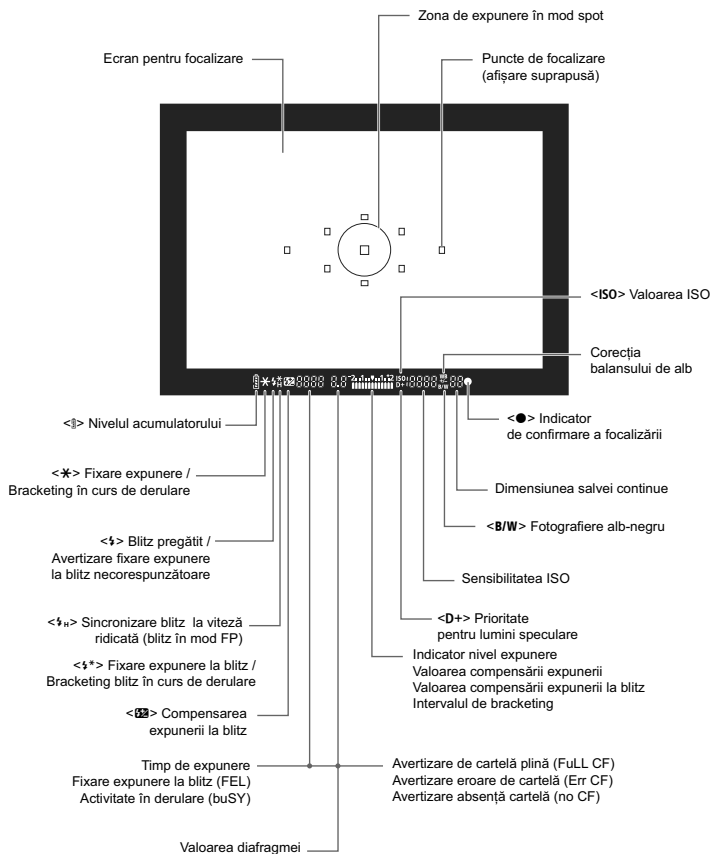 Zona de expunere în mod spot
Ecran pentru focalizare
Puncte de focalizare
(afișare suprapusă)
<ISO> Valoarea ISO
Corecția
balansului de alb
<●> Indicator
de confirmare a focalizării
Dimensiunea salvei continue
<B/W> Fotografiere alb-negru
Sensibilitatea ISO
<D+> Prioritate
pentru lumini speculare
Indicator nivel expunere
Valoarea compensării expunerii
Valoarea compensării expunerii la blitz
Intervalul de bracketing
Nivelul acumulatorului
<✱> Fixare expunere /
Bracketing în curs de derulare
<⚡> Blitz pregătit /
Avertizare fixare expunere
la blitz necorespunzătoare
<⚡H> Sincronizare blitz la viteză
ridicată (blitz în mod FP)
<⚡*> Fixare expunere la blitz /
Bracketing blitz în curs de derulare
Compensarea
expunerii la blitz
Timp de expunere
Fixare expunere la blitz (FEL)
Activitate în derulare (buSY)
Avertizare de cartelă plină (FuLL CF)
Avertizare eroare de cartelă (Err CF)
Avertizare absență cartelă (no CF)
Valoarea diafragmei